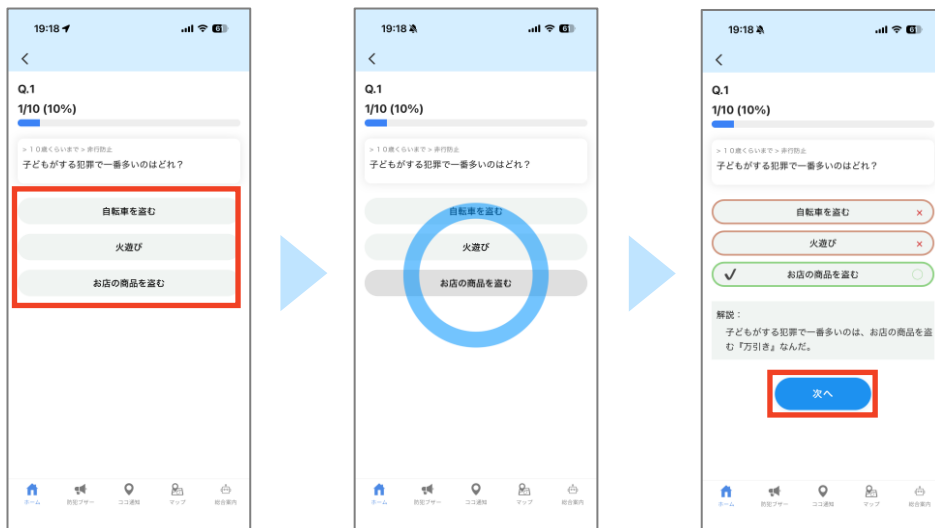 19:18
Q.1
1/10 (10%)
> 10歳くらいまで > 非行防止
子どもがする犯罪で一番多いのはどれ？
自転車を盗む
火遊び
お店の商品を盗む
ホーム
防犯ブザー
ココ通知
マップ
総合案内
19:18
Q.1
1/10 (10%)
> 10歳くらいまで > 非行防止
子どもがする犯罪で一番多いのはどれ？
自転車を盗む
火遊び
お店の商品を盗む
ホーム
防犯ブザー
ココ通知
マップ
総合案内
19:18
Q.1
1/10 (10%)
> 10歳くらいまで > 非行防止
子どもがする犯罪で一番多いのはどれ？
自転車を盗む
火遊び
お店の商品を盗む
解説：
子どもがする犯罪で一番多いのは、お店の商品を盗
む『万引き』なんだ。
次へ
ホーム
防犯ブザー
ココ通知
マップ
総合案内